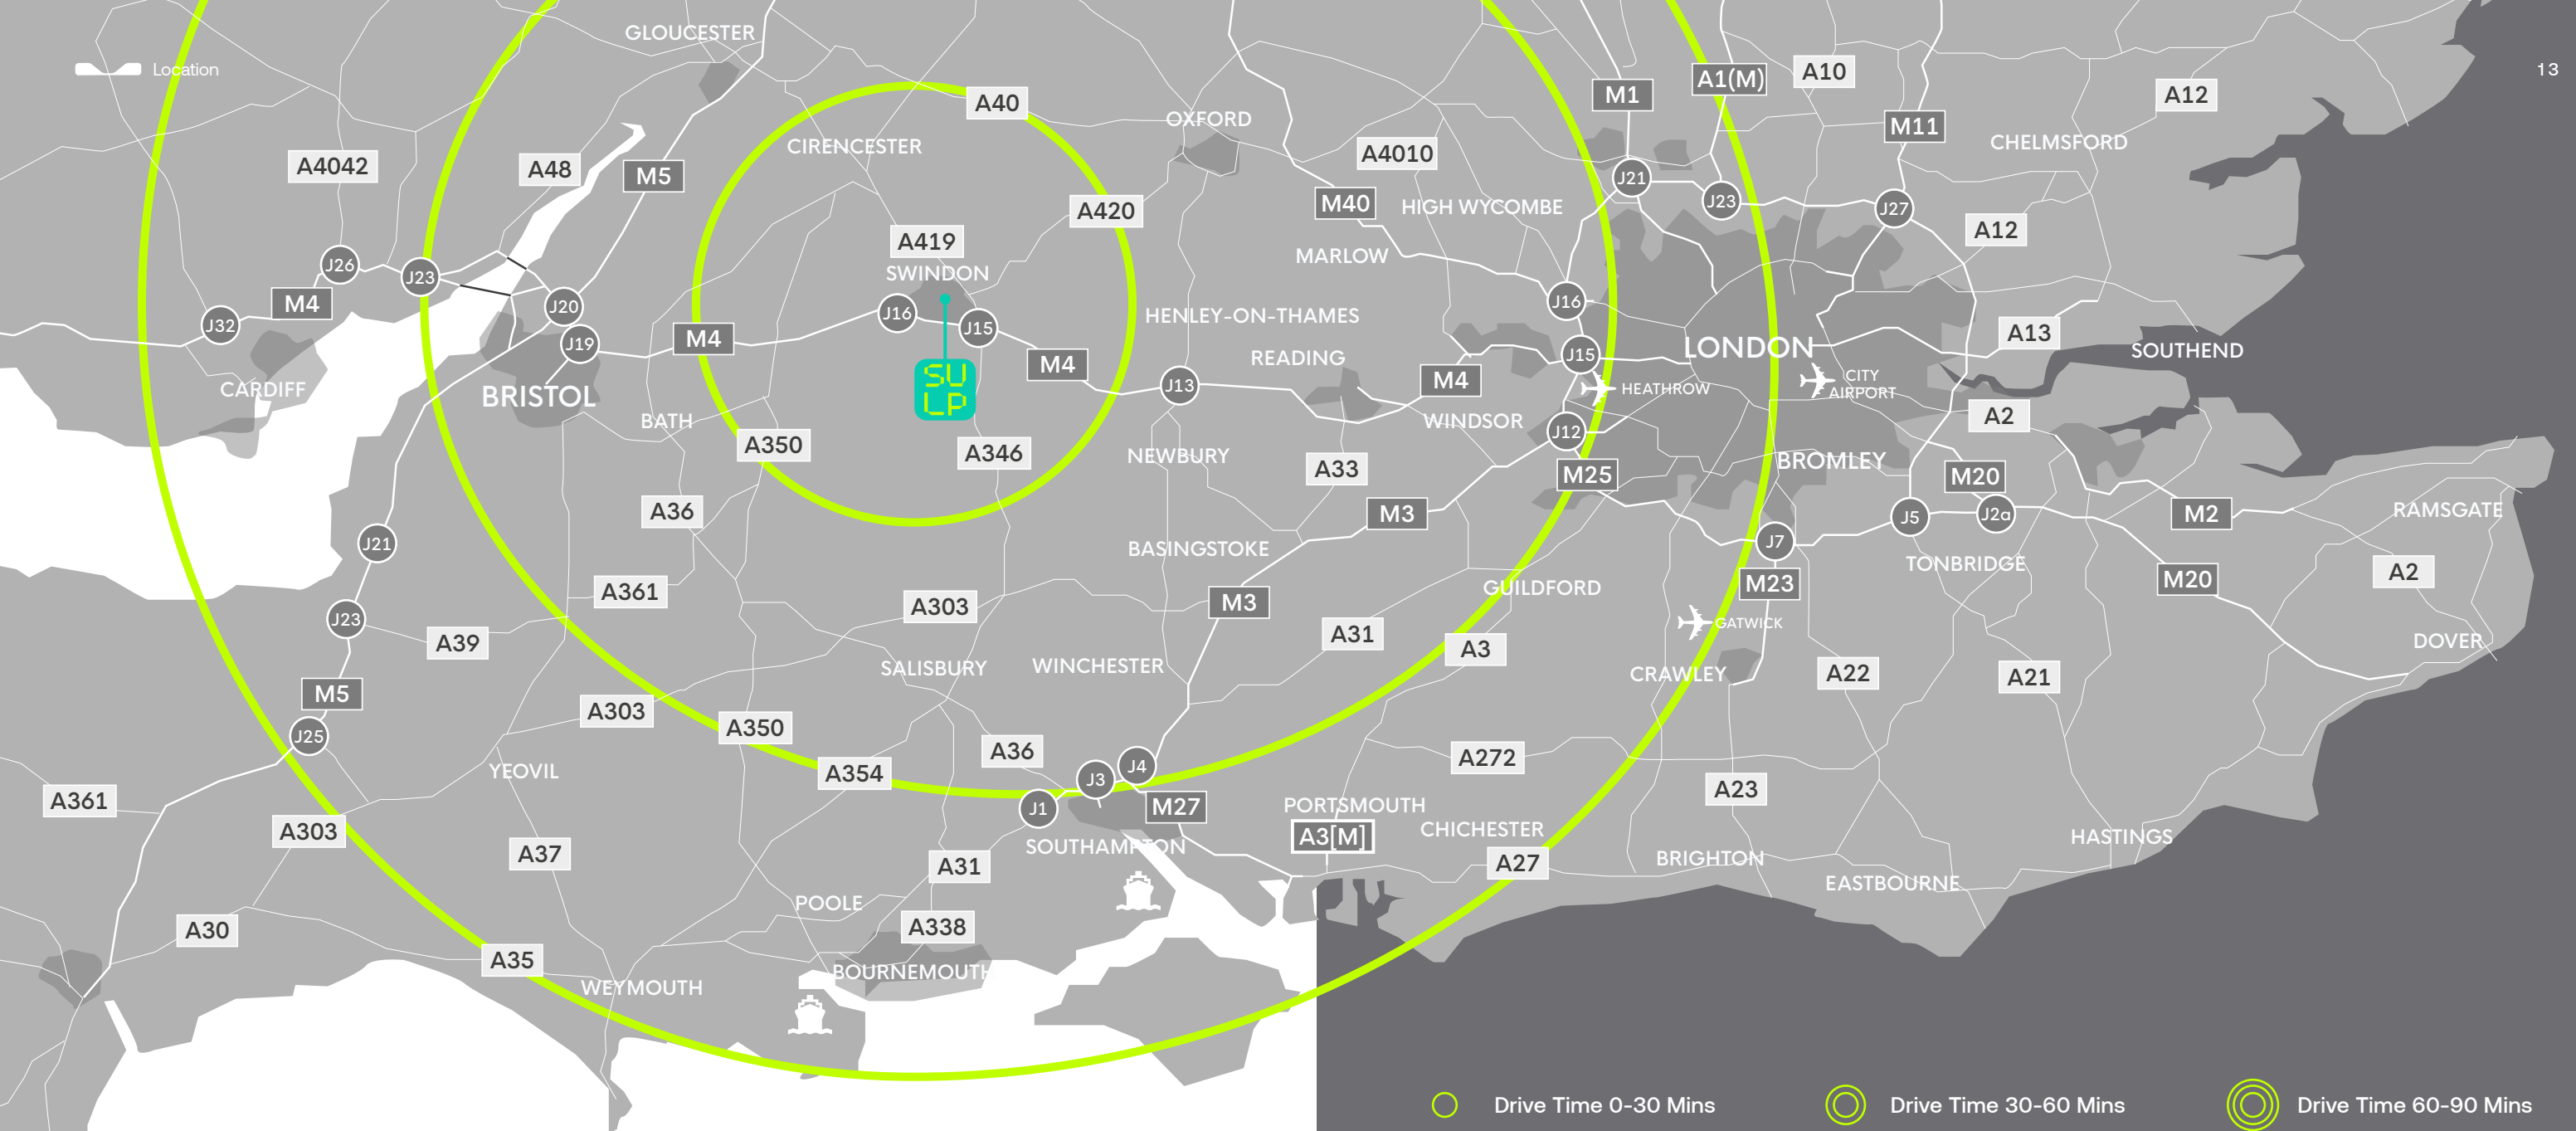 GLOUCESTER
Location
13
A1(M)
A10
M1
A12
A40
M11
OXFORD
CHELMSFORD
CIRENCESTER
A4010
A4042
A48
M5
J21
J23
M40
HIGH WYCOMBE
J27
A420
A12
A419
MARLOW
J26
SWINDON
J23
M4
J20
J16
J16
HENLEY-ON-THAMES
J32
J15
A13
M4
J19
LONDON
SOUTHEND
READING
J15
M4
SU
LP
J13
M4
CITY
AIRPORT
CARDIFF
HEATHROW
BRISTOL
A2
BATH
WINDSOR
J12
A350
A346
NEWBURY
BROMLEY
A33
M25
M20
A36
M3
J5
J2a
M2
RAMSGATE
J21
BASINGSTOKE
J7
TONBRIDGE
A2
M20
A361
GUILDFORD
M23
A303
M3
J23
GATWICK
A39
A31
A3
DOVER
SALISBURY
WINCHESTER
CRAWLEY
A22
A21
M5
A303
A350
J25
A36
A272
YEOVIL
A354
J4
J3
A23
A361
J1
M27
PORTSMOUTH
A303
A3[M]
CHICHESTER
HASTINGS
SOUTHAMPTON
A37
A31
A27
BRIGHTON
EASTBOURNE
POOLE
A30
A338
A35
BOURNEMOUTH
WEYMOUTH
Drive Time 0-30 Mins
Drive Time 30-60 Mins
Drive Time 60-90 Mins